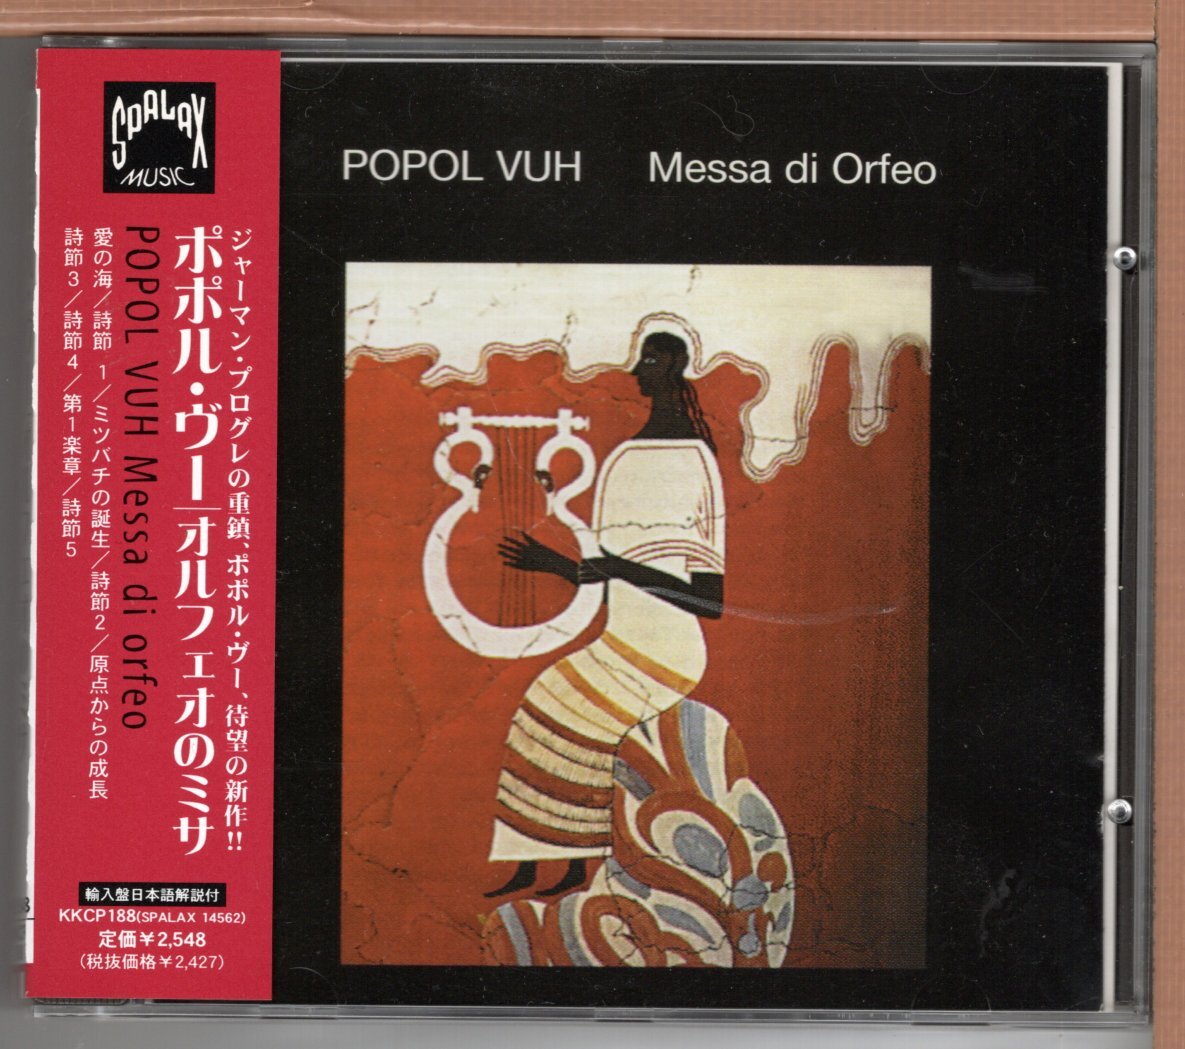 SPALAX
MUSIC
ジャーマン・プログレの重鎮、ポポル・ヴー、待望の新作!!
ポポル・ヴー|オルフェオのミサ
POPOL VUH Messa di orfeo
愛の海/詩節 1/ミツバチの誕生/詩節2/原点からの成長
詩節3/詩節4/第1楽章/詩節5
輸入盤日本語解説付
KKCP188(SPALAX 14562)
定価¥2,548
(税抜価格¥2,427)
POPOL VUH Messa di Orfeo